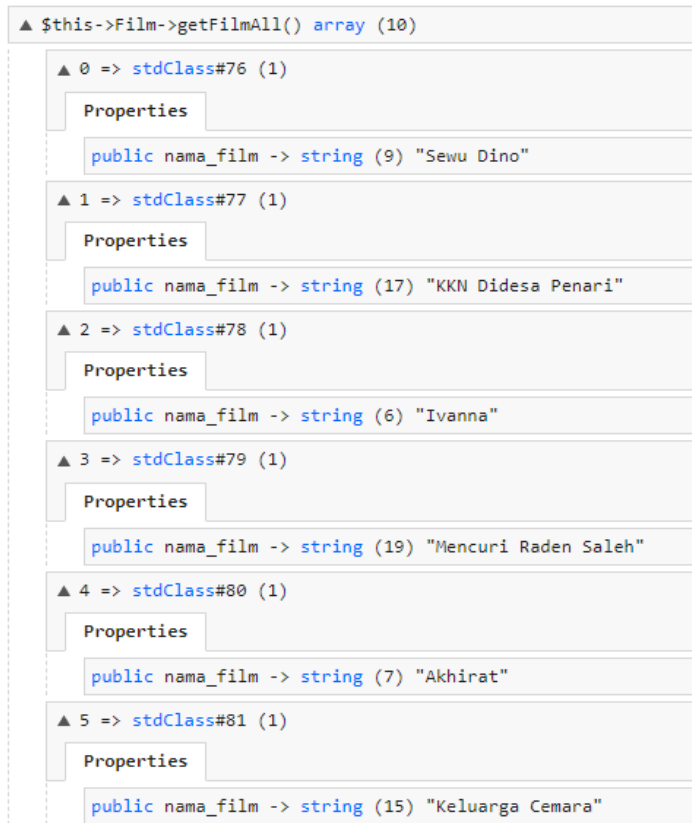 ▲ $this->Film->getFilmAll() array (10)
▲ 0 => stdClass#76 (1)
Properties
public nama_film -> string (9) "Sewu Dino"
▲ 1 => stdClass#77 (1)
Properties
public nama_film -> string (17) "KKN Didesa Penari"
▲ 2 => stdClass#78 (1)
Properties
public nama_film -> string (6) "Ivanna"
▲ 3 => stdClass#79 (1)
Properties
public nama_film -> string (19) "Mencuri Raden Saleh"
▲ 4 => stdClass#80 (1)
Properties
public nama_film -> string (7) "Akhirat"
▲ 5 => stdClass#81 (1)
Properties
public nama_film -> string (15) "Keluarga Cemara"